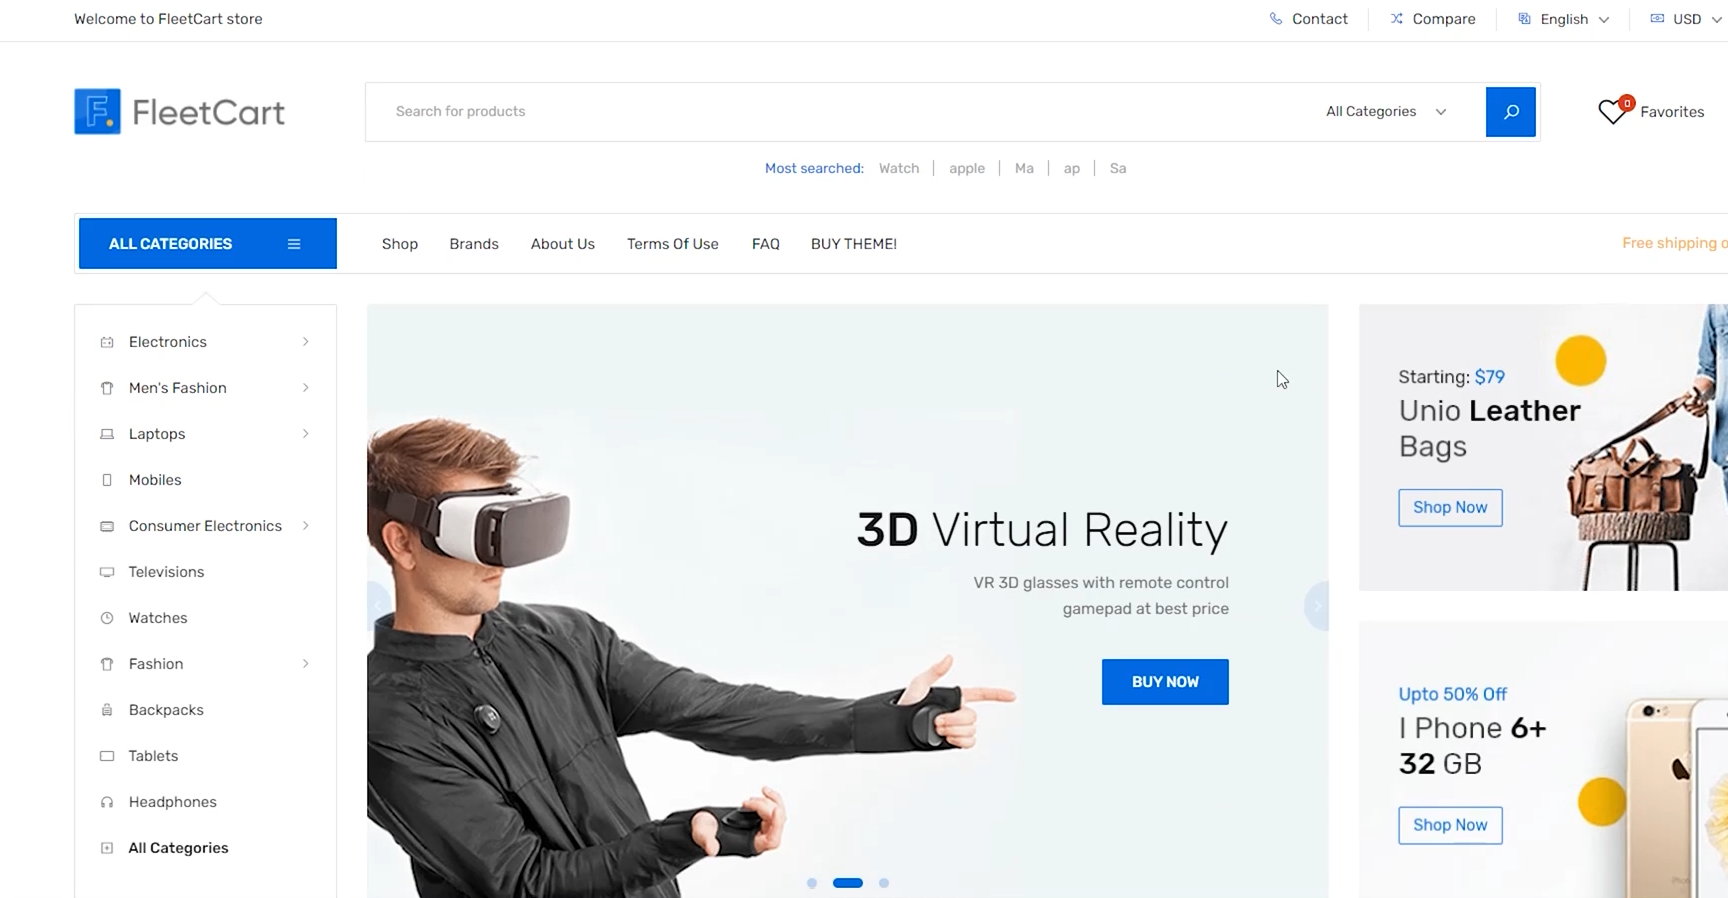 Welcome to FleetCart store
Contact
Compare
English
USD
F.
FleetCart
Search for products
All Categories
0
Favorites
Most searched: Watch apple Ma ap Sa
ALL CATEGORIES
Shop
Brands
About Us
Terms Of Use
FAQ
BUY THEME!
Free shipping o
Electronics
Men's Fashion
Laptops
Mobiles
Consumer Electronics
Televisions
Watches
Fashion
Backpacks
Tablets
Headphones
All Categories
3D Virtual Reality
VR 3D glasses with remote control
gamepad at best price
BUY NOW
Starting: $79
Unio Leather
Bags
Shop Now
Upto 50% Off
I Phone 6+
32 GB
Shop Now